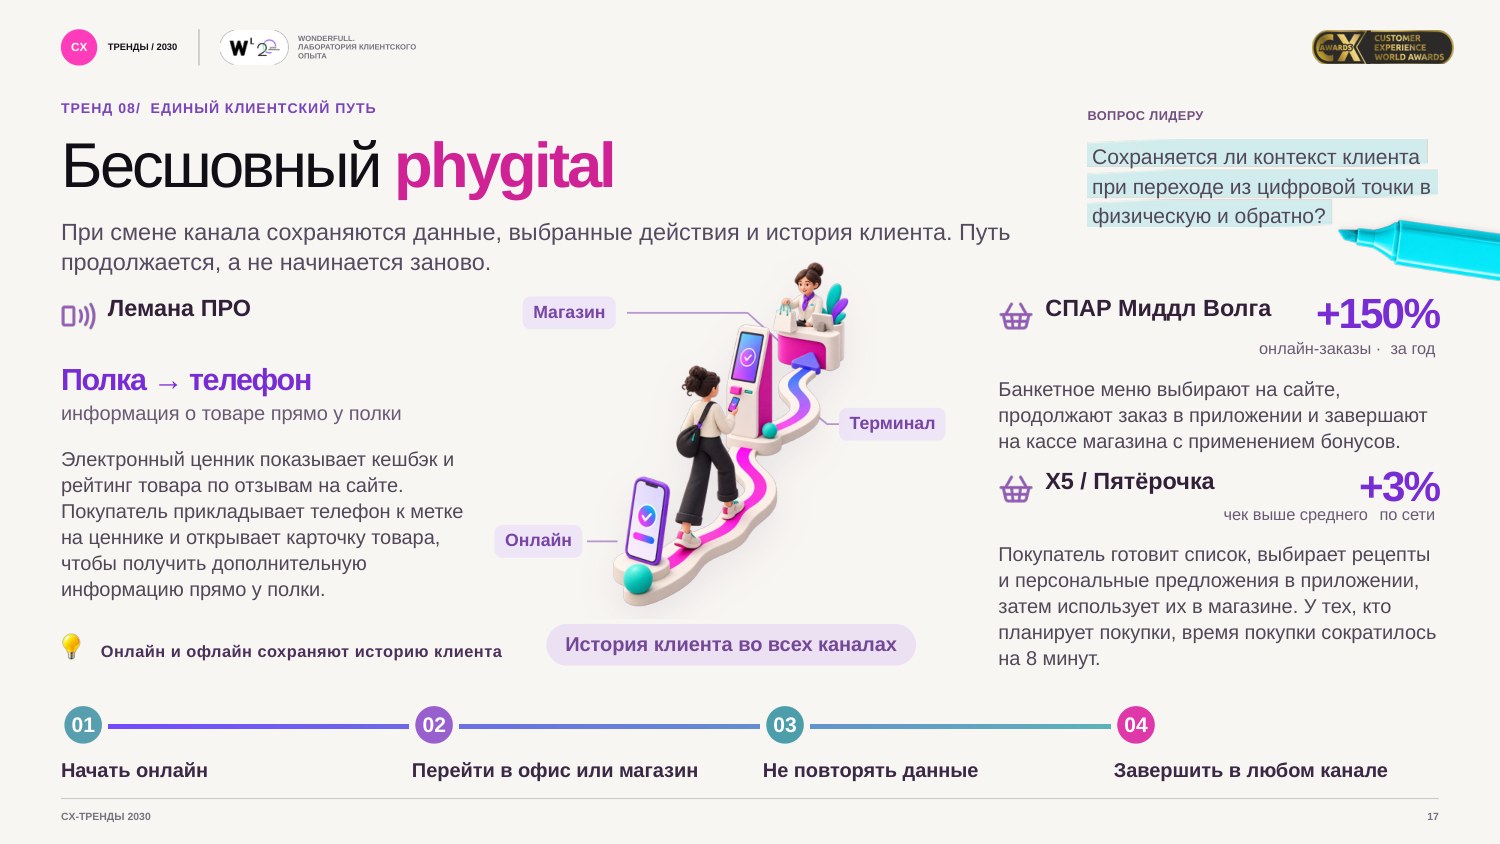 CX
ТРЕНДЫ / 2030
WL 2
WONDERFULL.
ЛАБОРАТОРИЯ КЛИЕНТСКОГО
ОПЫТА
CX
AWARDS
CUSTOMER
EXPERIENCE
WORLD AWARDS
ТРЕНД 08/ ЕДИНЫЙ КЛИЕНТСКИЙ ПУТЬ
Бесшовный phygital
При смене канала сохраняются данные, выбранные действия и история клиента. Путь
продолжается, а не начинается заново.
ВОПРОС ЛИДЕРУ
Сохраняется ли контекст клиента
при переходе из цифровой точки в
физическую и обратно?
Лемана ПРО
Полка → телефон
информация о товаре прямо у полки
Электронный ценник показывает кешбэк и
рейтинг товара по отзывам на сайте.
Покупатель прикладывает телефон к метке
на ценнике и открывает карточку товара,
чтобы получить дополнительную
информацию прямо у полки.
Онлайн и офлайн сохраняют историю клиента
Магазин
Терминал
Онлайн
История клиента во всех каналах
СПАР Миддл Волга
+150%
онлайн-заказы · за год
Банкетное меню выбирают на сайте,
продолжают заказ в приложении и завершают
на кассе магазина с применением бонусов.
X5 / Пятёрочка
+3%
чек выше среднего по сети
Покупатель готовит список, выбирает рецепты
и персональные предложения в приложении,
затем использует их в магазине. У тех, кто
планирует покупки, время покупки сократилось
на 8 минут.
01
02
03
04
Начать онлайн
Перейти в офис или магазин
Не повторять данные
Завершить в любом канале
CX-ТРЕНДЫ 2030
17